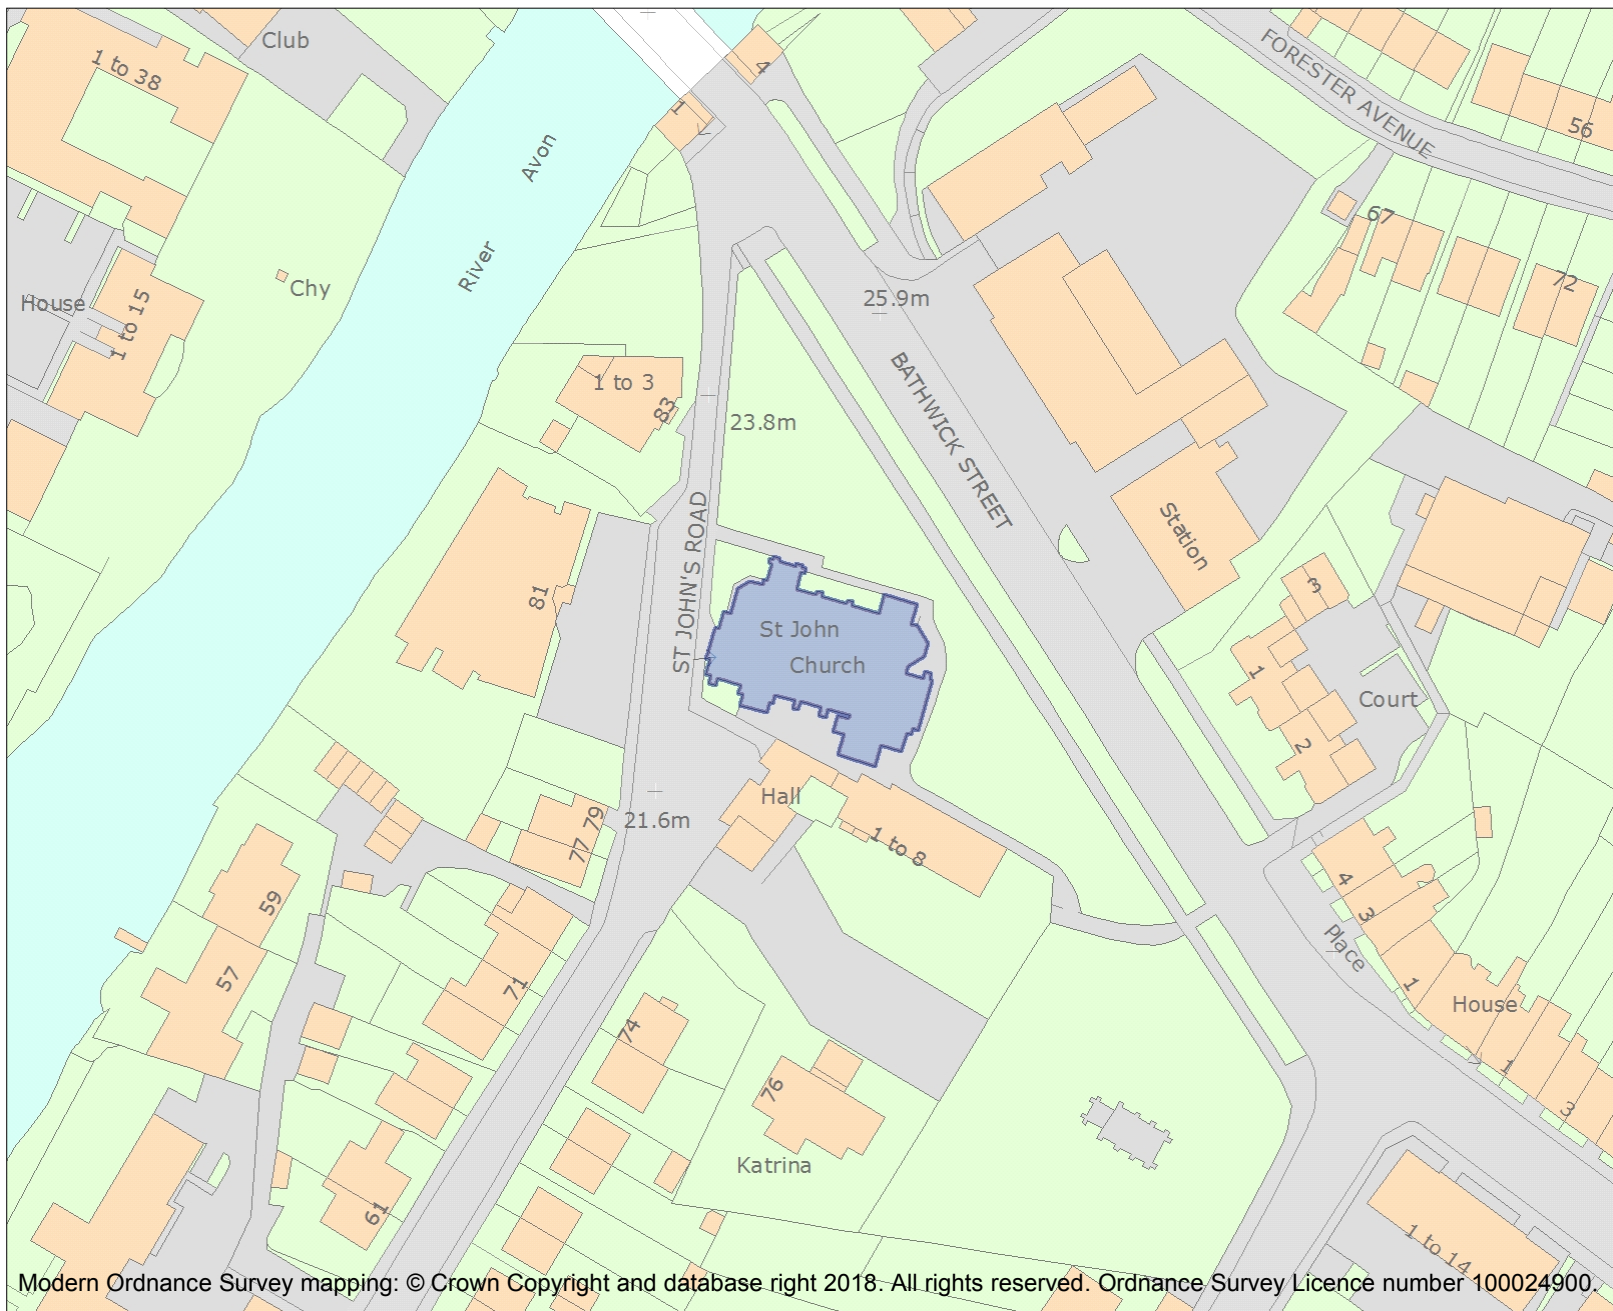 Club
1 to 38
4
1
FORESTER AVENUE
56
River Avon
67
72
House
Chy
1 to 15
25.9m
1 to 3
83
23.8m
BATHWICK STREET
ST JOHN'S ROAD
Station
81
3
St John
Church
1
Court
2
Hall
21.6m
77 79
1 to 8
59
4
3
Place
1
57
71
House
74
1
76
3
Katrina
61
1 to 14
Modern Ordnance Survey mapping: © Crown Copyright and database right 2018. All rights reserved. Ordnance Survey Licence number 100024900.